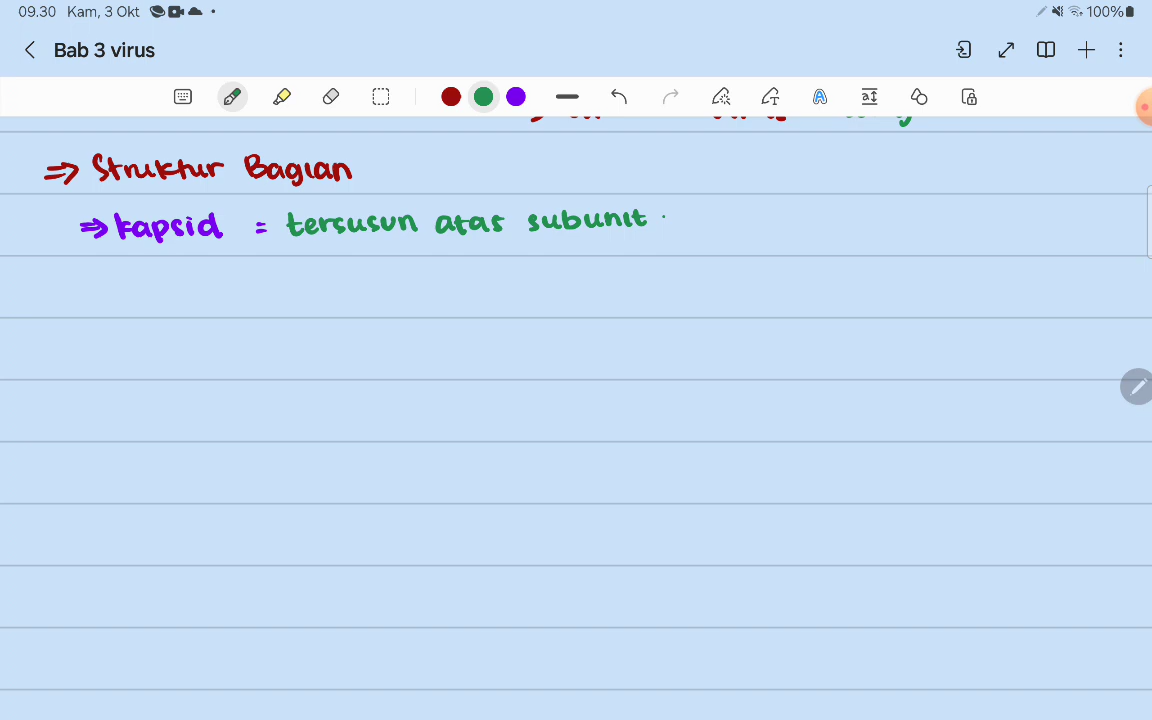 09.30 Kam, 3 Okt 100%
Bab 3 virus
⇒ Struktur Bagian
⇒ kapsid = tersusun atas subunit